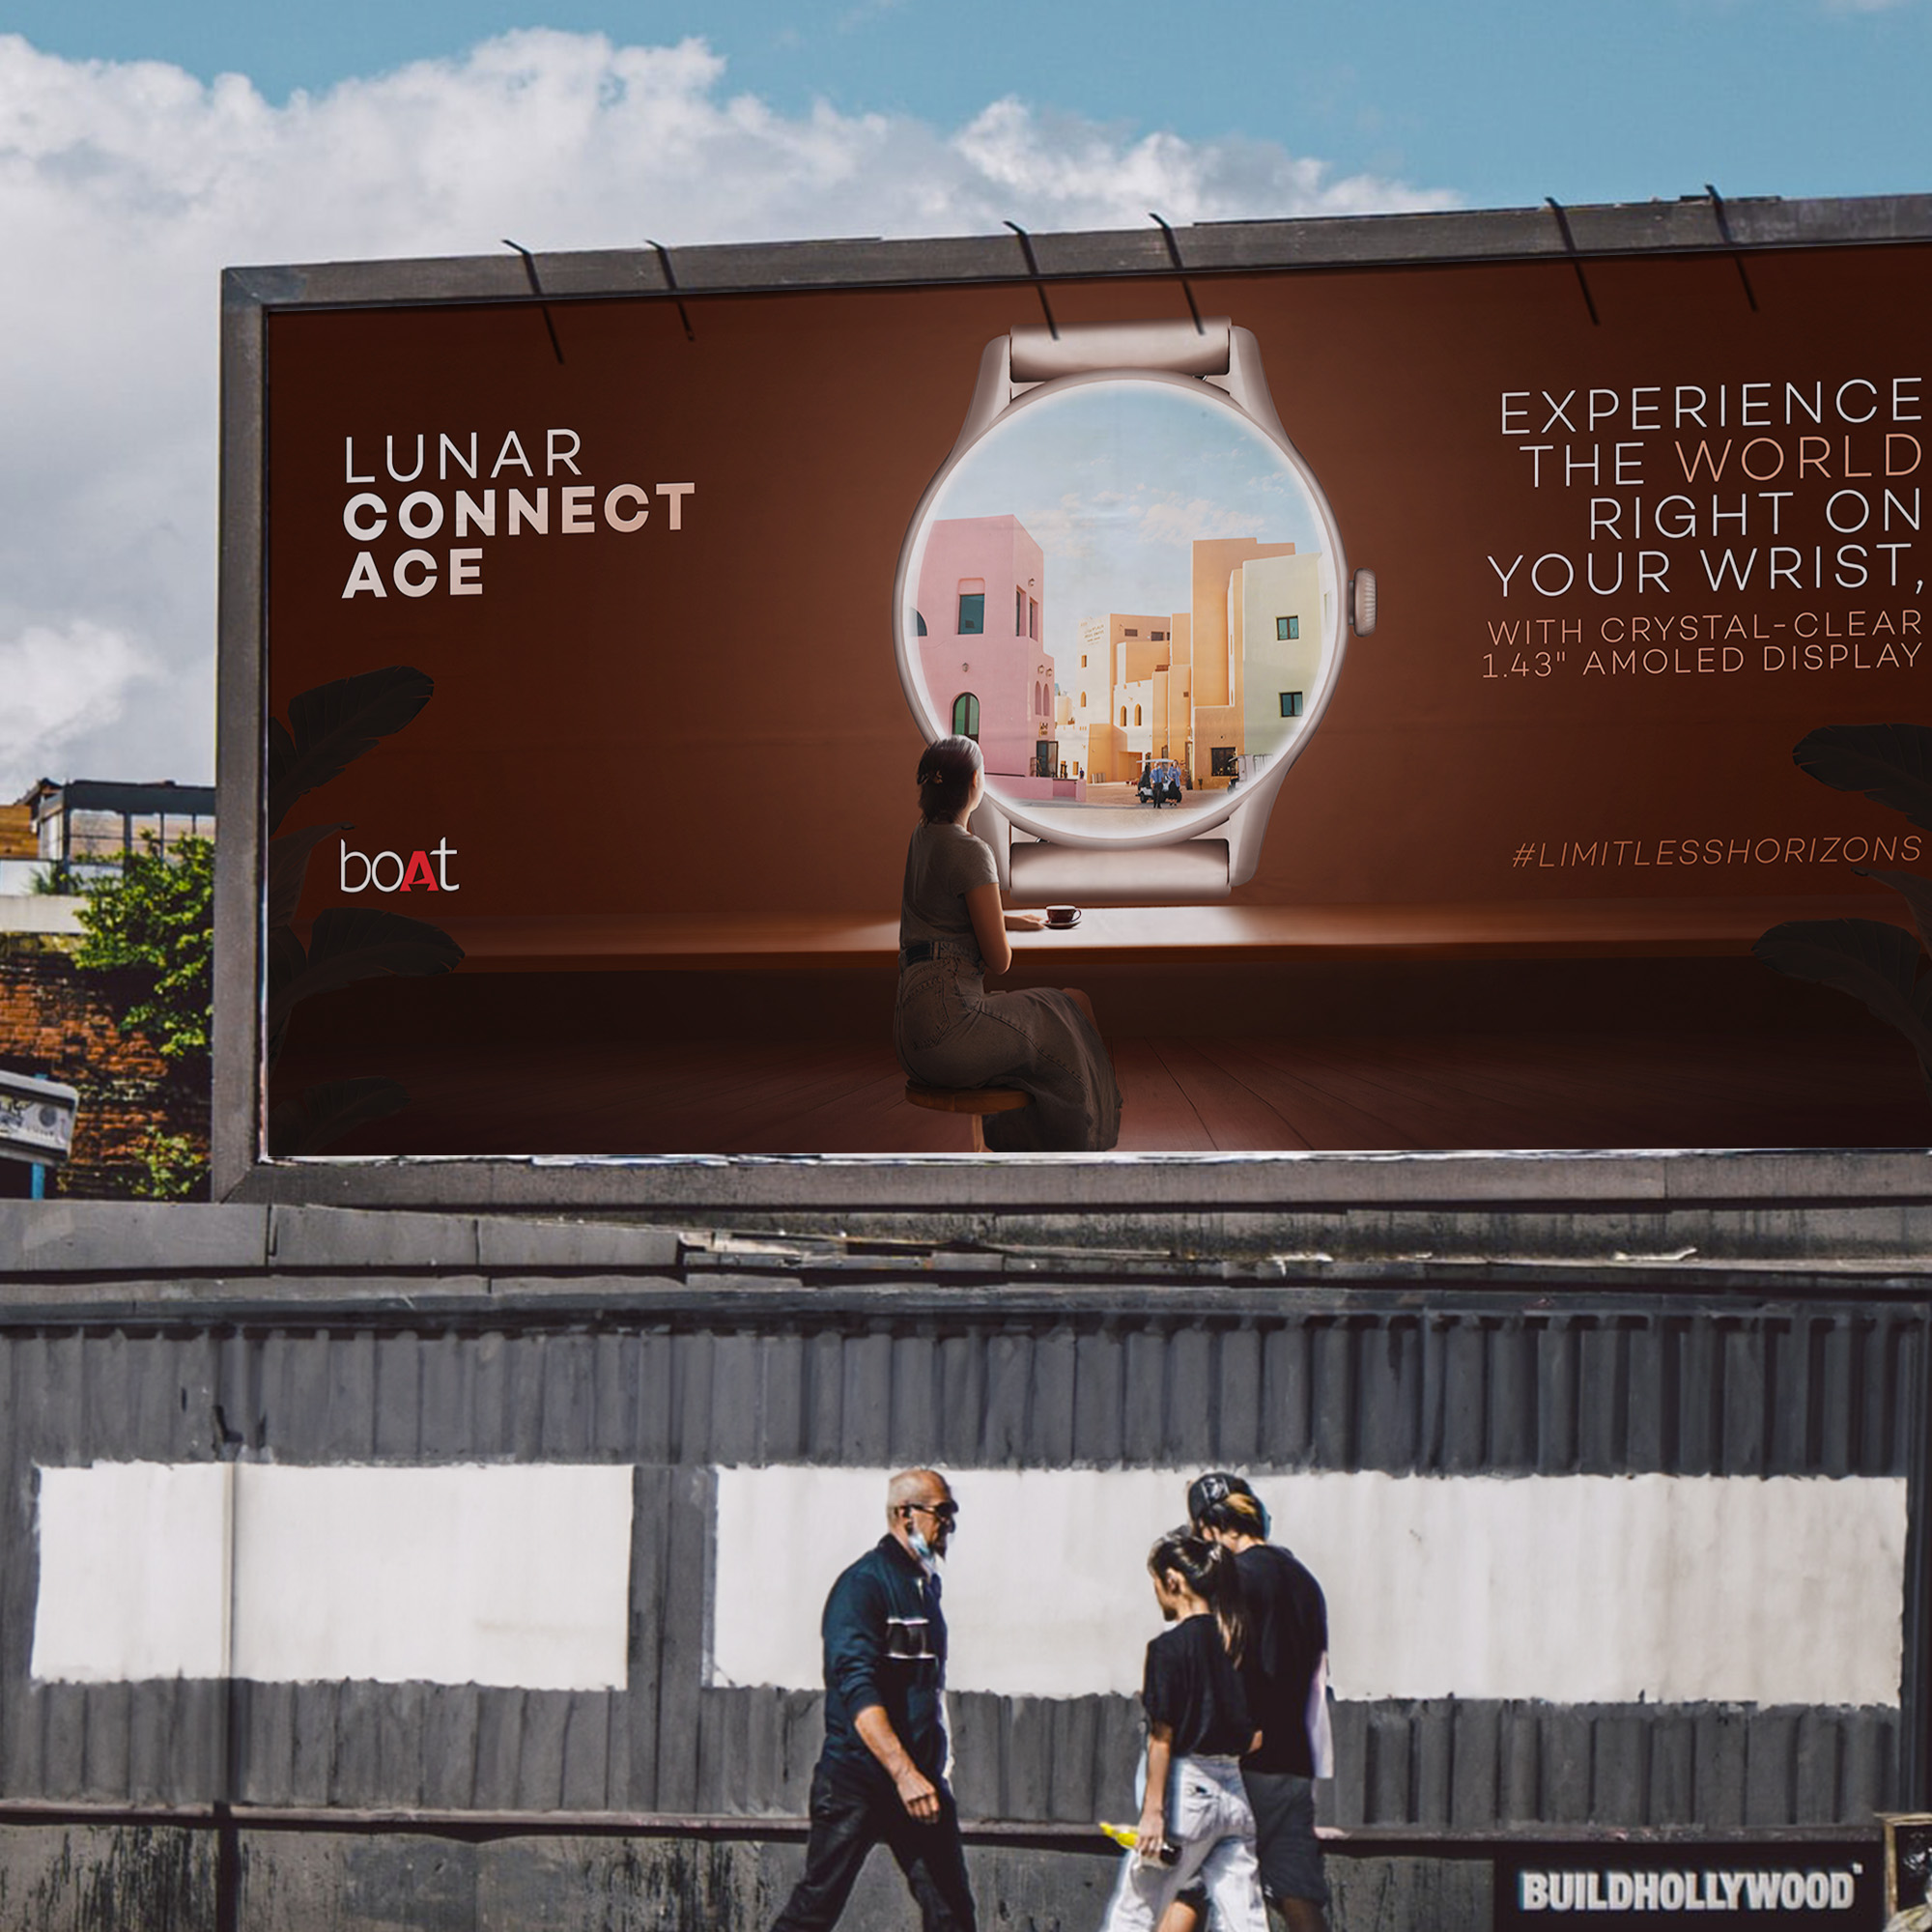 LUNAR
CONNECT
ACE
boAt
EXPERIENCE
THE WORLD
RIGHT ON
YOUR WRIST,
WITH CRYSTAL-CLEAR
1.43" AMOLED DISPLAY
#LIMITLESSHORIZONS
BUILDHOLLYWOOD